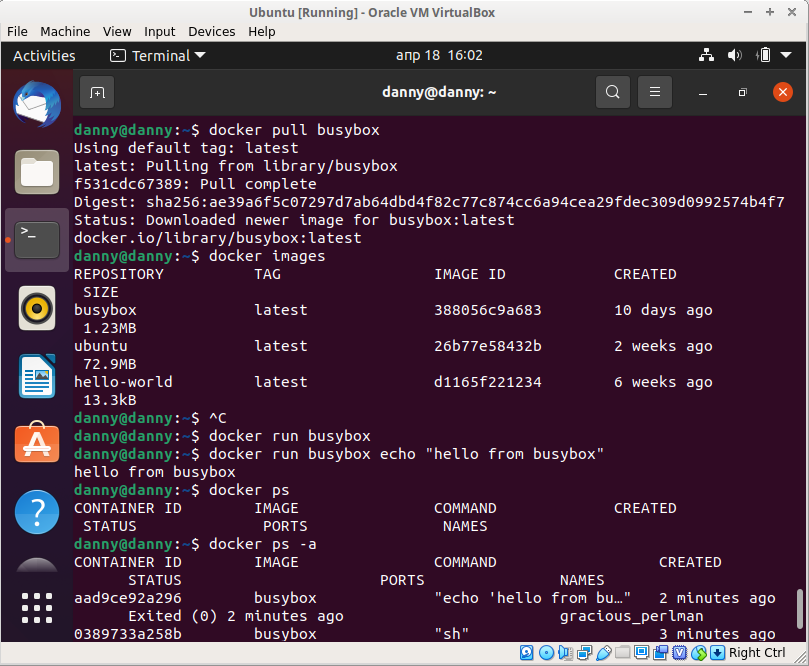 Ubuntu [Running] - Oracle VM VirtualBox
File Machine View Input Devices Help
Activities Terminal апр 18 16:02
danny@danny: ~
danny@danny:~$ docker pull busybox
Using default tag: latest
latest: Pulling from library/busybox
f531cdc67389: Pull complete
Digest: sha256:ae39a6f5c07297d7ab64dbd4f82c77c874cc6a94cea29fdec309d0992574b4f7
Status: Downloaded newer image for busybox:latest
docker.io/library/busybox:latest
danny@danny:~$ docker images
REPOSITORY TAG IMAGE ID CREATED
SIZE
busybox latest 388056c9a683 10 days ago
1.23MB
ubuntu latest 26b77e58432b 2 weeks ago
72.9MB
hello-world latest d1165f221234 6 weeks ago
13.3kB
danny@danny:~$ ^C
danny@danny:~$ docker run busybox
danny@danny:~$ docker run busybox echo "hello from busybox"
hello from busybox
danny@danny:~$ docker ps
CONTAINER ID IMAGE COMMAND CREATED
STATUS PORTS NAMES
danny@danny:~$ docker ps -a
CONTAINER ID IMAGE COMMAND CREATED
STATUS PORTS NAMES
aad9ce92a296 busybox "echo 'hello from bu…" 2 minutes ago
Exited (0) 2 minutes ago gracious_perlman
0389733a258b busybox "sh" 3 minutes ago
Right Ctrl